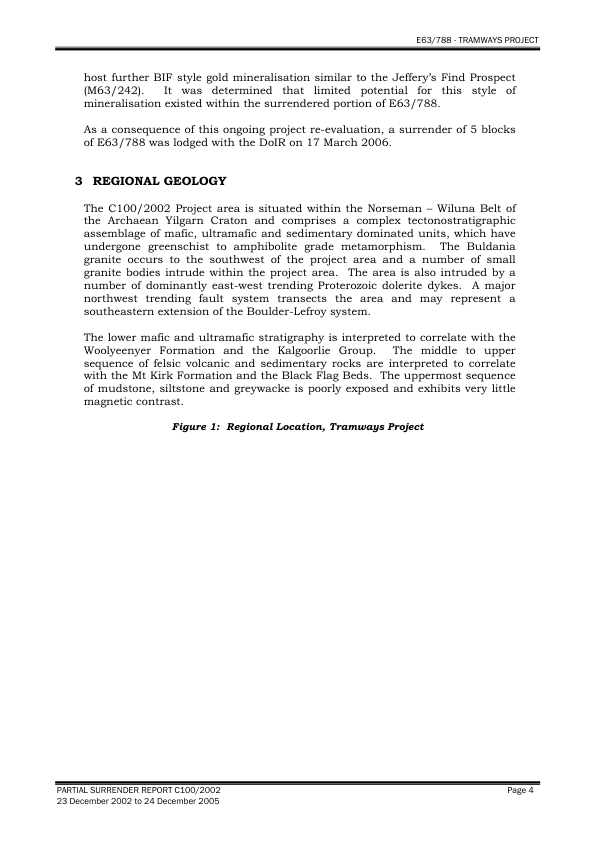 E63/788 - TRAMWAYS PROJECT
host further BIF style gold mineralisation similar to the Jeffery's Find Prospect
(M63/242). It was determined that limited potential for this style of
mineralisation existed within the surrendered portion of E63/788.
As a consequence of this ongoing project re-evaluation, a surrender of 5 blocks
of E63/788 was lodged with the DoIR on 17 March 2006.
3 REGIONAL GEOLOGY
The C100/2002 Project area is situated within the Norseman – Wiluna Belt of
the Archaean Yilgarn Craton and comprises a complex tectonostratigraphic
assemblage of mafic, ultramafic and sedimentary dominated units, which have
undergone greenschist to amphibolite grade metamorphism. The Buldania
granite occurs to the southwest of the project area and a number of small
granite bodies intrude within the project area. The area is also intruded by a
number of dominantly east-west trending Proterozoic dolerite dykes. A major
northwest trending fault system transects the area and may represent a
southeastern extension of the Boulder-Lefroy system.
The lower mafic and ultramafic stratigraphy is interpreted to correlate with the
Woolyeenyer Formation and the Kalgoorlie Group. The middle to upper
sequence of felsic volcanic and sedimentary rocks are interpreted to correlate
with the Mt Kirk Formation and the Black Flag Beds. The uppermost sequence
of mudstone, siltstone and greywacke is poorly exposed and exhibits very little
magnetic contrast.
Figure 1: Regional Location, Tramways Project
PARTIAL SURRENDER REPORT C100/2002 Page 4
23 December 2002 to 24 December 2005